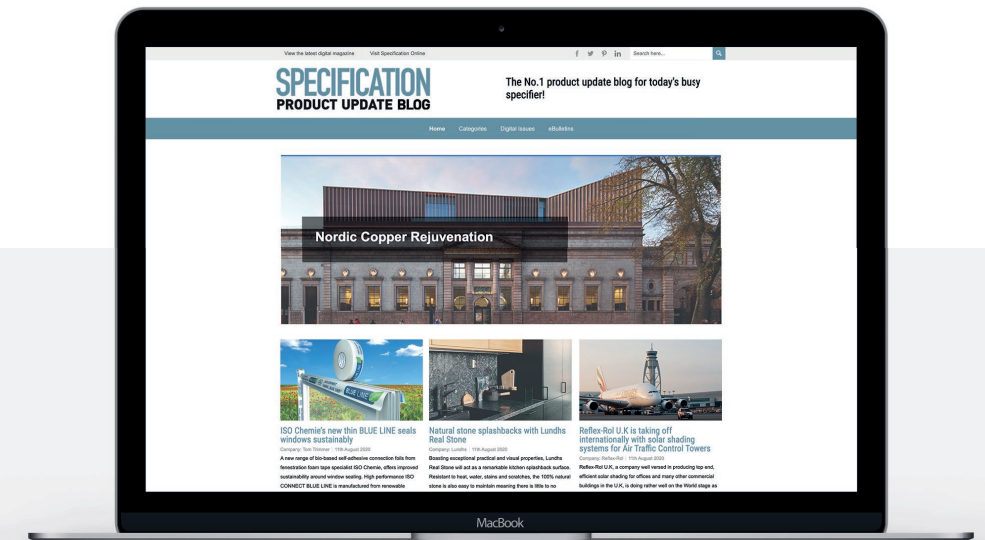 View the latest digital magazine Visit Specification Online
Search here...
SPECIFICATION
PRODUCT UPDATE BLOG
The No.1 product update blog for today's busy
specifier!
Home Categories Digital Issues eBulletins
Nordic Copper Rejuvenation
BLUE LINE
ISO Chemie's new thin BLUE LINE seals
windows sustainably
Company: Tom Trimmer | 11th August 2020
A new range of bio-based self-adhesive connection foils from
fenestration foam tape specialist ISO Chemie, offers improved
sustainability around window sealing. High performance ISO
CONNECT BLUE LINE is manufactured from renewable
Natural stone splashbacks with Lundhs
Real Stone
Company: Lundhs | 11th August 2020
Boasting exceptional practical and visual properties, Lundhs
Real Stone will act as a remarkable kitchen splashback surface.
Resistant to heat, water, stains and scratches, the 100% natural
stone is also easy to maintain meaning there is little to no
Reflex-Rol U.K is taking off
internationally with solar shading
systems for Air Traffic Control Towers
Company: Reflex-Rol | 11th August 2020
Reflex-Rol U.K, a company well versed in producing top end,
efficient solar shading for offices and many other commercial
buildings in the U.K, is doing rather well on the World stage as
MacBook